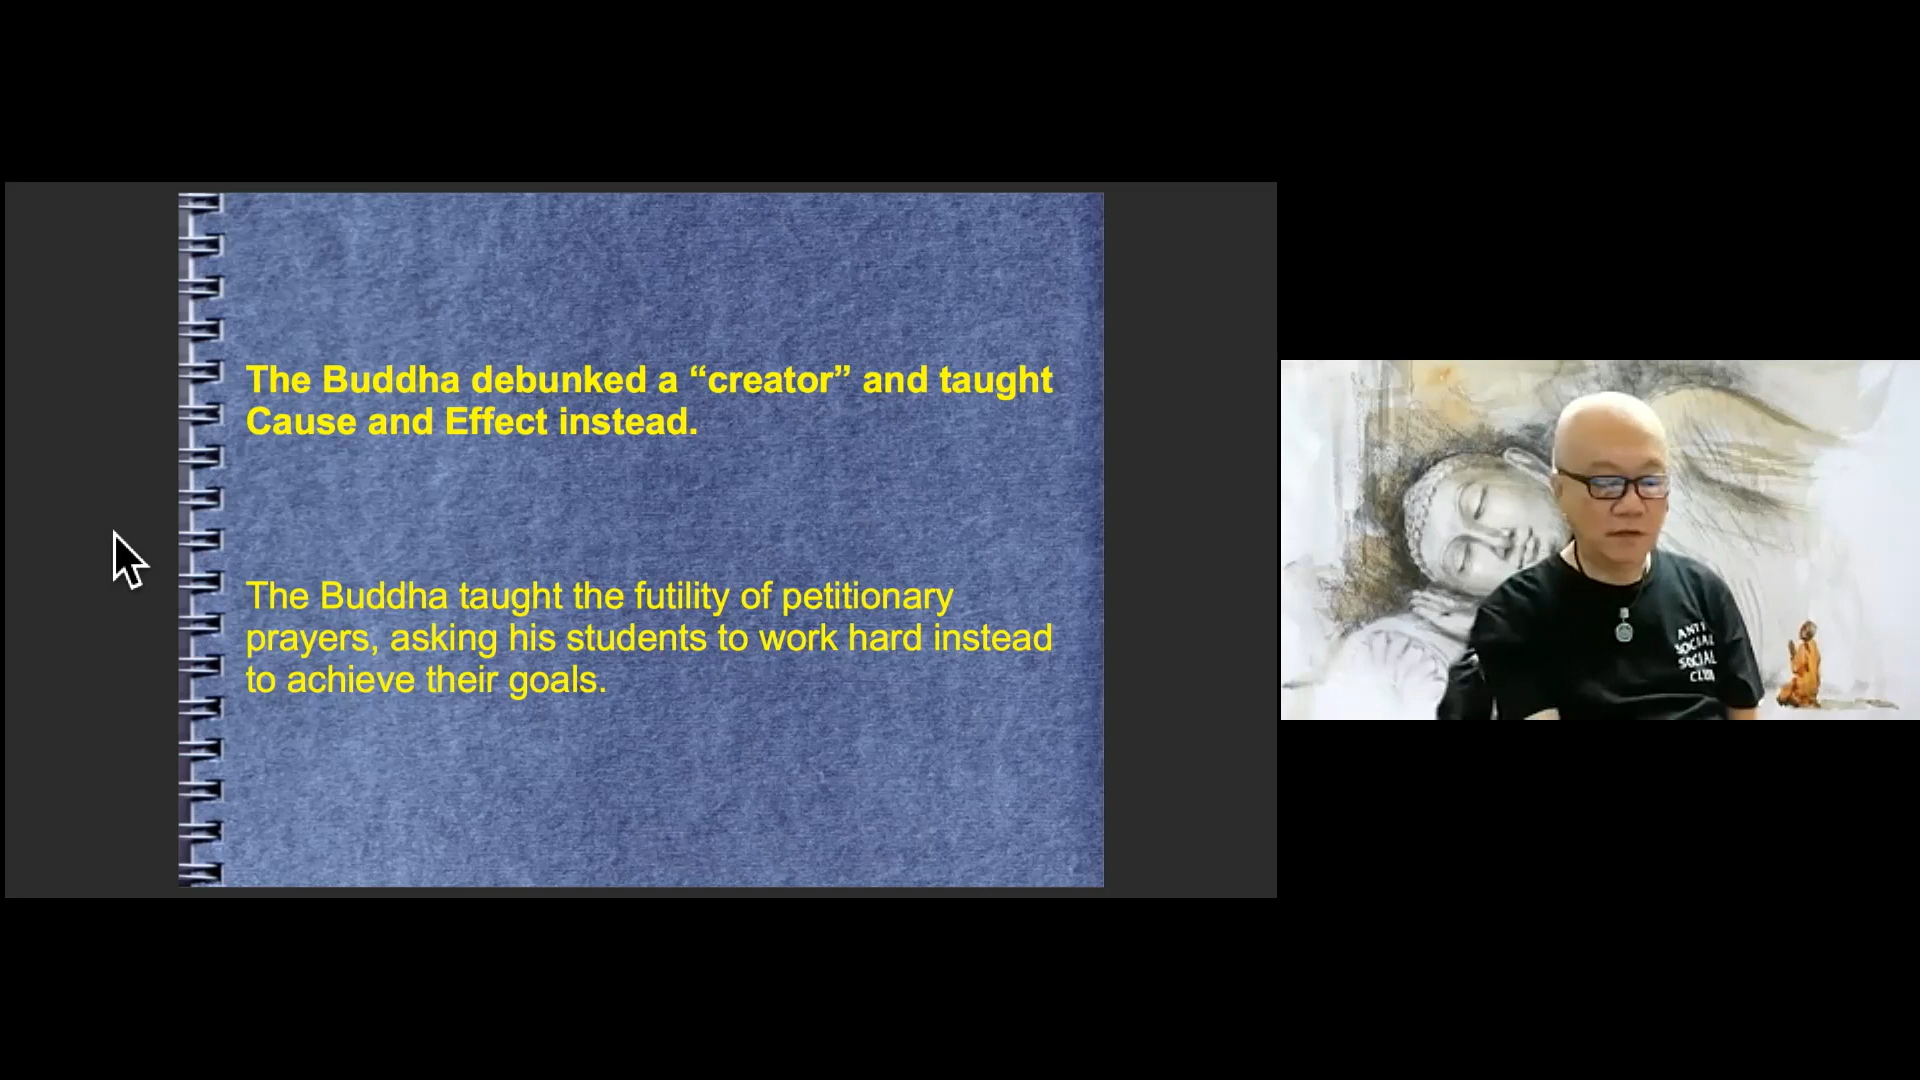 The Buddha debunked a “creator” and taught
Cause and Effect instead.
The Buddha taught the futility of petitionary
prayers, asking his students to work hard instead
to achieve their goals.
ANTI
SOCIAL
SOCIAL
CLUB